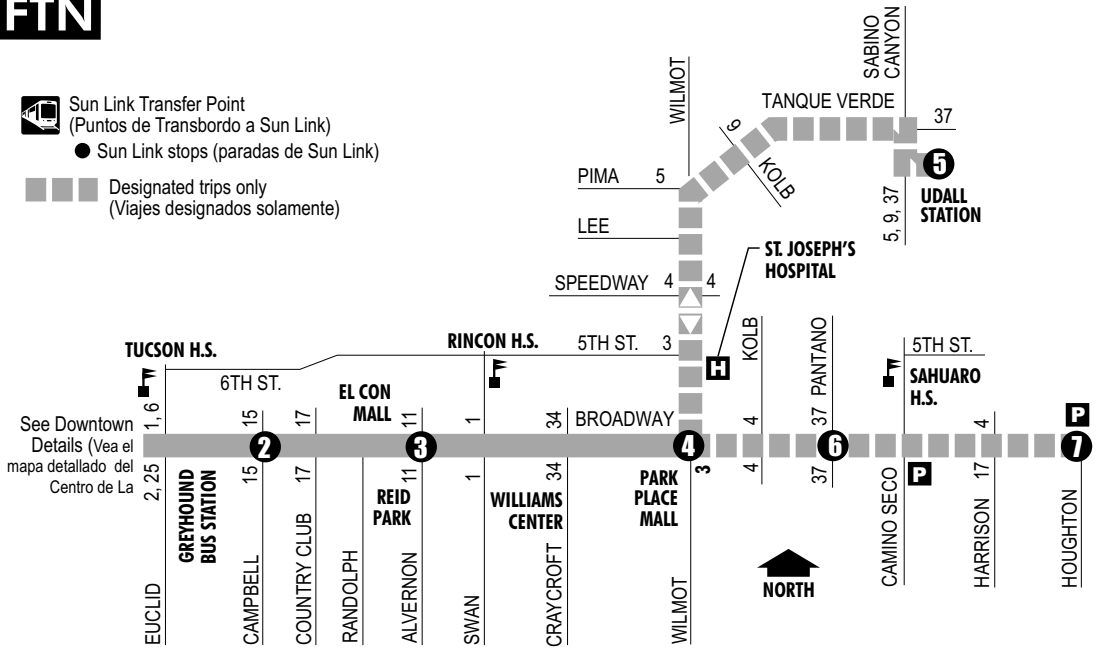 FTN
Sun Link Transfer Point
(Puntos de Transbordo a Sun Link)
Sun Link stops (paradas de Sun Link)
Designated trips only
(Viajes designados solamente)
SABINO
CANYON
WILMOT
TANQUE VERDE
37
9
KOLB
5
UDALL
STATION
5, 9, 37
PIMA 5
LEE
ST. JOSEPH'S
HOSPITAL
SPEEDWAY 4 4
TUCSON H.S.
RINCON H.S.
5TH ST. 3
H
KOLB
PANTANO
5TH ST.
SAHUARO
H.S.
6TH ST.
EL CON
MALL
1, 6
15
17
11
1
34
BROADWAY
4
37
4
P
See Downtown
Details (Vea el
mapa detallado del
Centro de La
2
3
4
6
7
2, 25
15
17
11
1
34
3
4
37
P
17
GREYHOUND
BUS STATION
REID
PARK
WILLIAMS
CENTER
PARK
PLACE
MALL
NORTH
EUCLID
CAMPBELL
COUNTRY CLUB
RANDOLPH
ALVERNON
SWAN
CRAYCROFT
WILMOT
CAMINO SECO
HARRISON
HOUGHTON